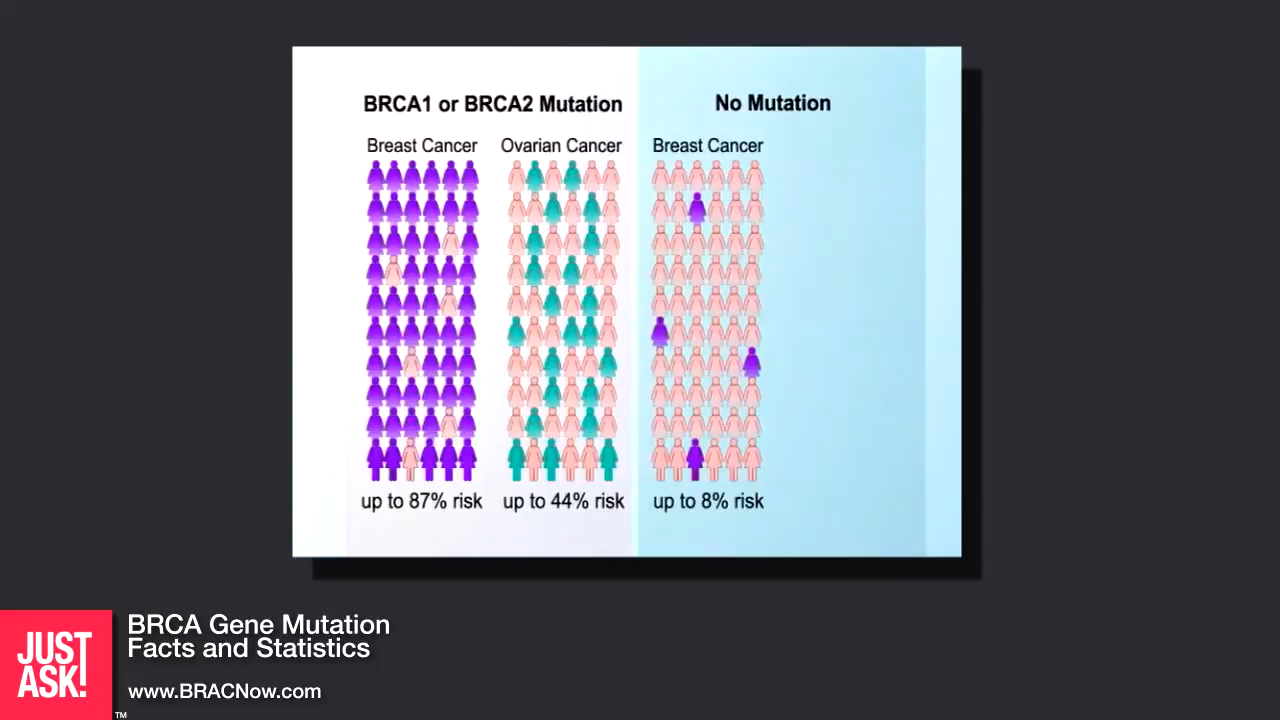 BRCA1 or BRCA2 Mutation
No Mutation
Breast Cancer
Ovarian Cancer
Breast Cancer
up to 87% risk
up to 44% risk
up to 8% risk
JUST
ASK!
™
BRCA Gene Mutation
Facts and Statistics
www.BRACNow.com